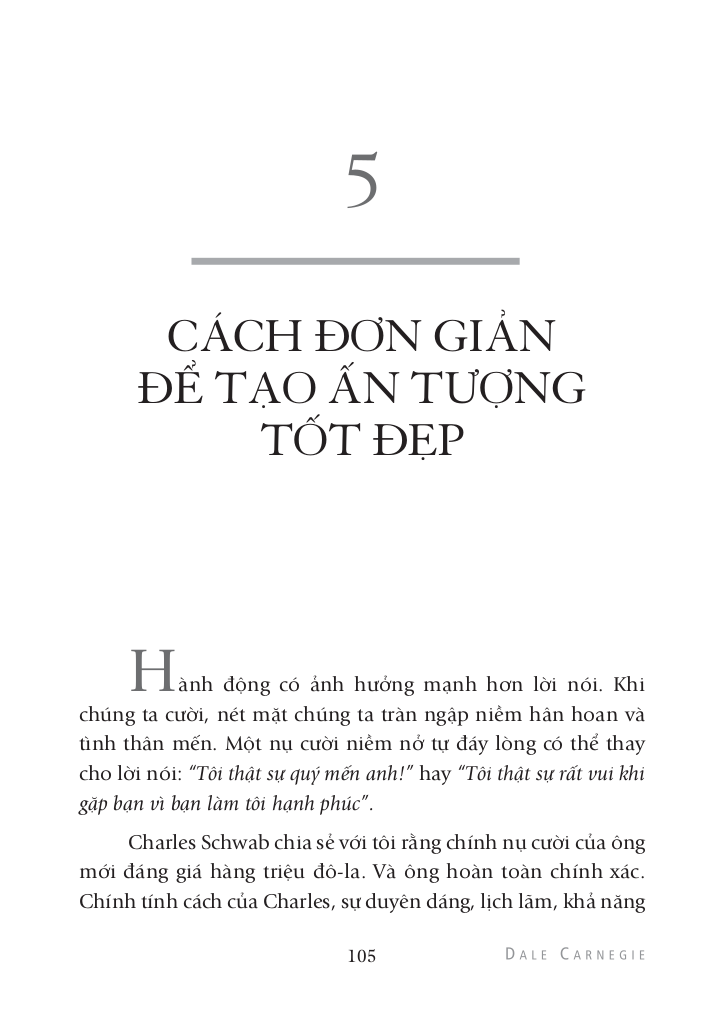 5
CÁCH ĐƠN GIẢN
ĐỂ TẠO ẤN TƯỢNG
TỐT ĐẸP
Hành động có ảnh hưởng mạnh hơn lời nói. Khi
chúng ta cười, nét mặt chúng ta tràn ngập niềm hân hoan và
tình thân mến. Một nụ cười niềm nở tự đáy lòng có thể thay
cho lời nói: “Tôi thật sự quý mến anh!” hay “Tôi thật sự rất vui khi
gặp bạn vì bạn làm tôi hạnh phúc”.
Charles Schwab chia sẻ với tôi rằng chính nụ cười của ông
mới đáng giá hàng triệu đô-la. Và ông hoàn toàn chính xác.
Chính tính cách của Charles, sự duyên dáng, lịch lãm, khả năng
105 DALE CARNEGIE